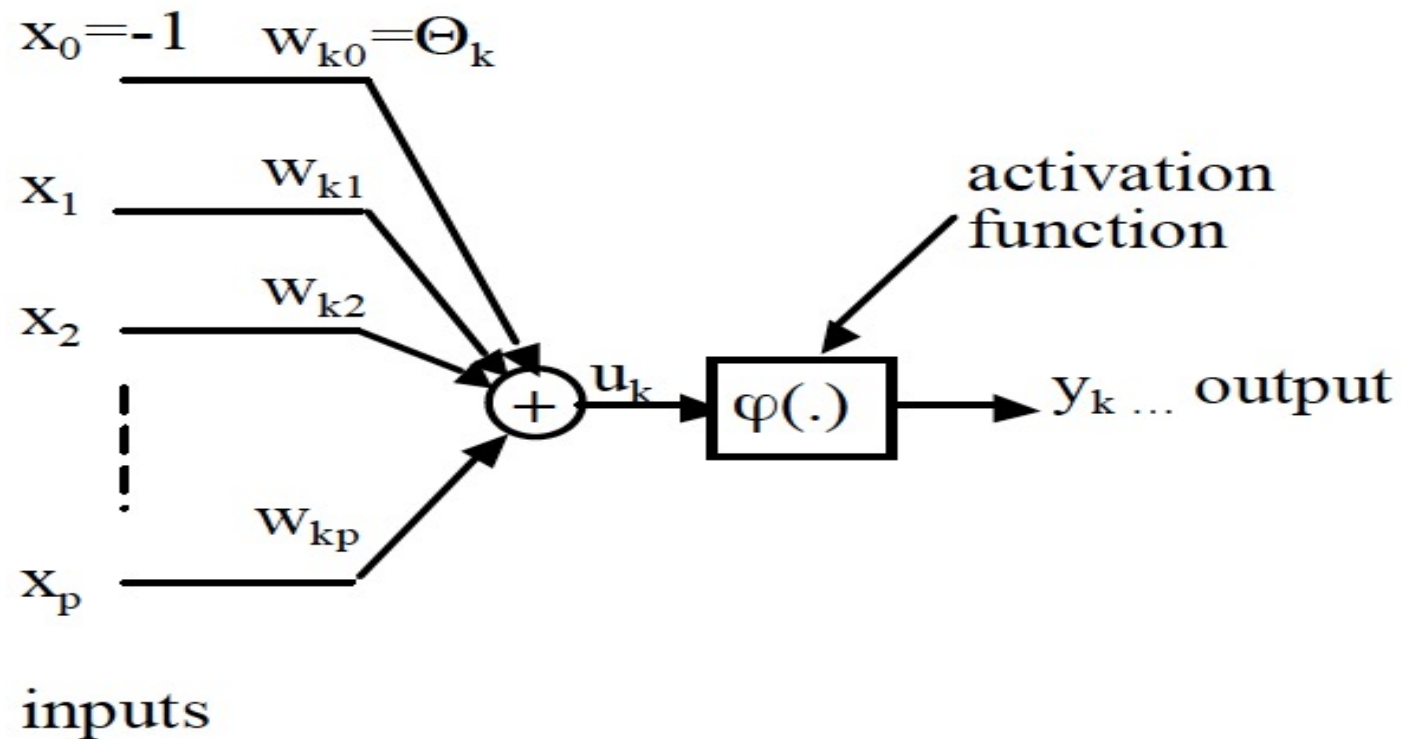 x₀=-1 wₖ₀=Θₖ
x₁ wₖ₁
activation
function
x₂ wₖ₂
+ uₖ φ(.) yₖ ... output
wₖₚ
xₚ
inputs